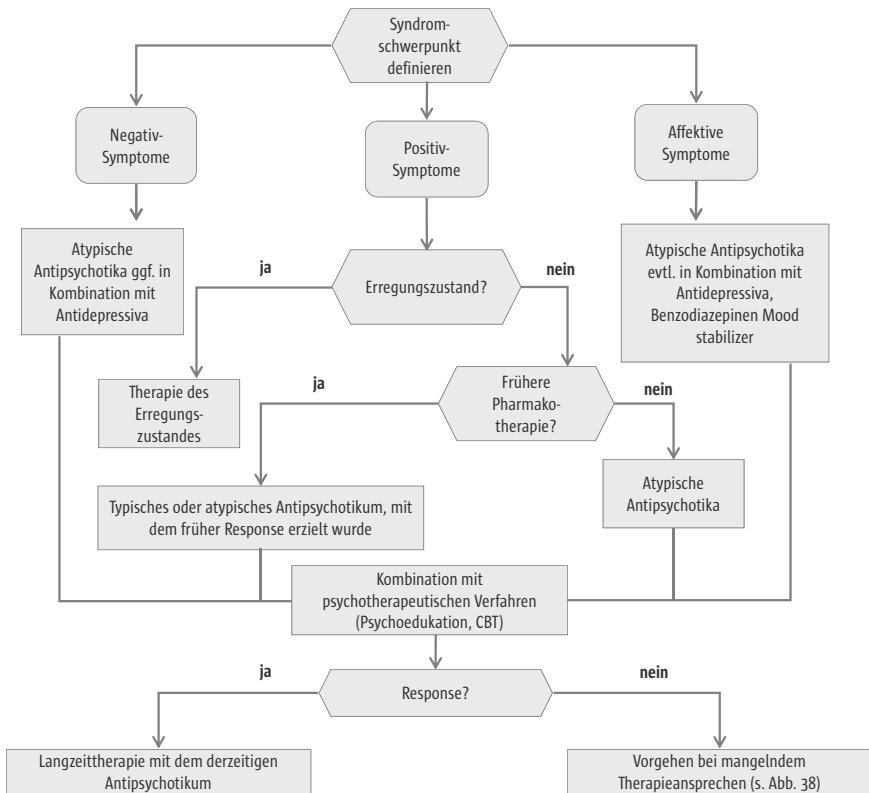 Syndrom-
schwerpunkt
definieren
Negativ-
Symptome
Positiv-
Symptome
Affektive
Symptome
Atypische
Antipsychotika ggf. in
Kombination mit
Antidepressiva
ja
Erregungszustand?
nein
Atypische Antipsychotika
evtl. in Kombination mit
Antidepressiva,
Benzodiazepinen Mood
stabilizer
Therapie des
Erregungs-
zustandes
ja
Frühere
Pharmako-
therapie?
nein
Typisches oder atypisches Antipsychotikum, mit
dem früher Response erzielt wurde
Atypische
Antipsychotika
Kombination mit
psychotherapeutischen Verfahren
(Psychoedukation, CBT)
ja
Response?
nein
Langzeittherapie mit dem derzeitigen
Antipsychotikum
Vorgehen bei mangelndem
Therapieansprechen (s. Abb. 38)